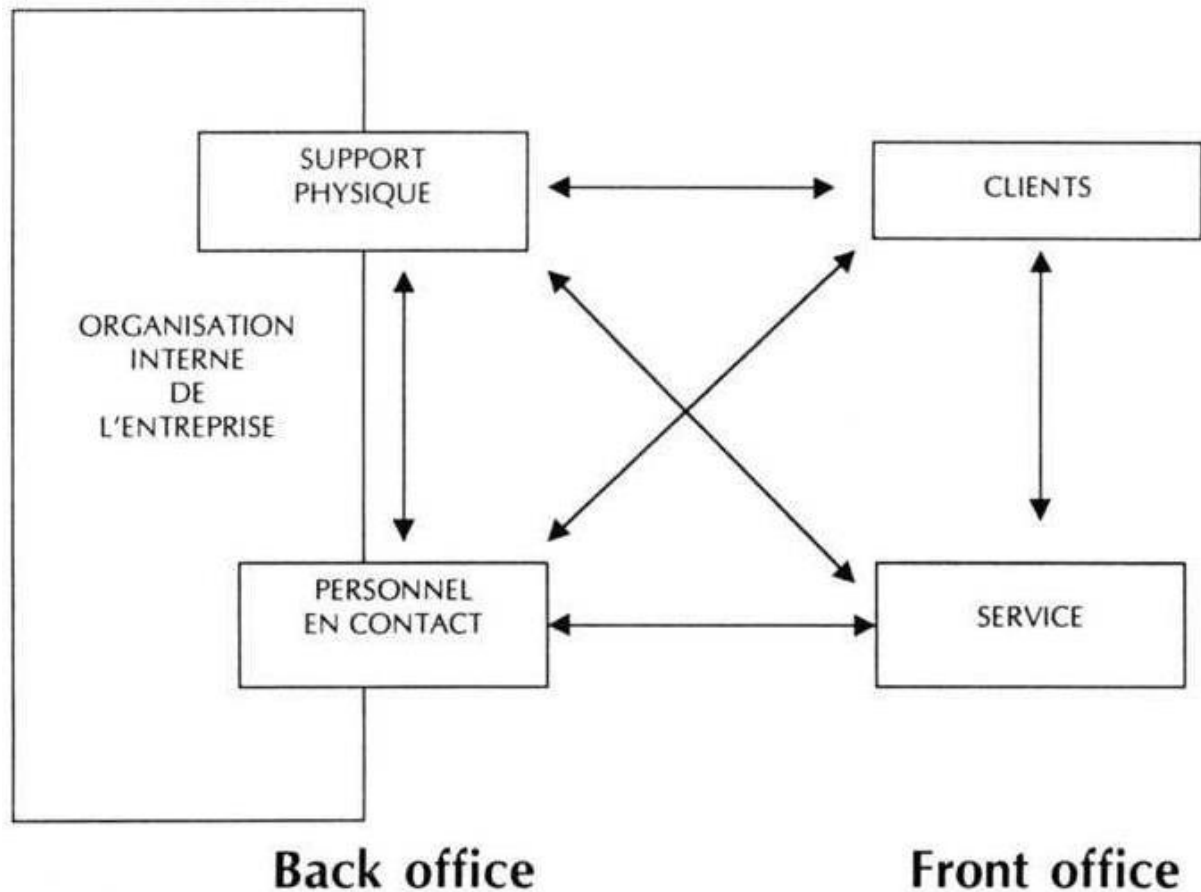 SUPPORT
PHYSIQUE
CLIENTS
ORGANISATION
INTERNE
DE
L'ENTREPRISE
PERSONNEL
EN CONTACT
SERVICE
Back office
Front office